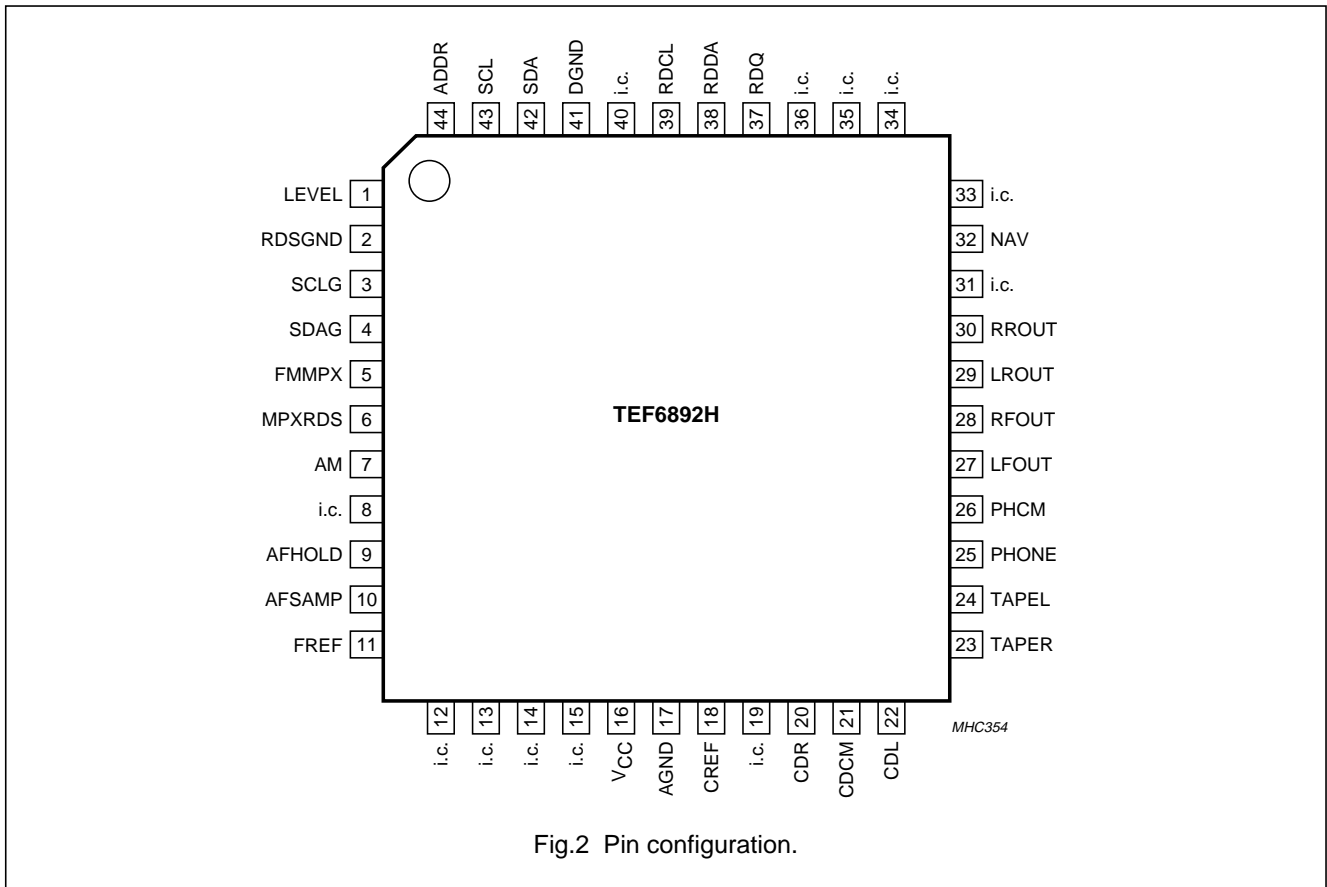 44 ADDR
43 SCL
42 SDA
41 DGND
40 i.c.
39 RDCL
38 RDDA
37 RDQ
36 i.c.
35 i.c.
34 i.c.
LEVEL 1
RDSGND 2
SCLG 3
SDAG 4
FMMPX 5
MPXRDS 6
AM 7
i.c. 8
AFHOLD 9
AFSAMP 10
FREF 11
TEF6892H
33 i.c.
32 NAV
31 i.c.
30 RROUT
29 LROUT
28 RFOUT
27 LFOUT
26 PHCM
25 PHONE
24 TAPEL
23 TAPER
i.c. 12
i.c. 13
i.c. 14
i.c. 15
VCC 16
AGND 17
CREF 18
i.c. 19
CDR 20
CDCM 21
CDL 22
MHC354
Fig.2 Pin configuration.